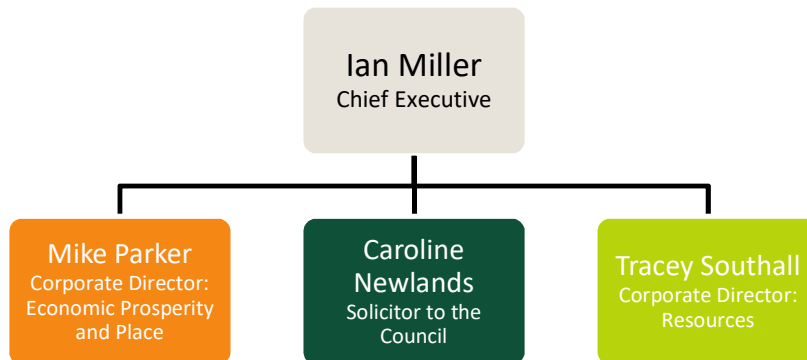 Ian Miller
Chief Executive
Mike Parker
Corporate Director:
Economic Prosperity
and Place
Caroline
Newlands
Solicitor to the
Council
Tracey Southall
Corporate Director:
Resources